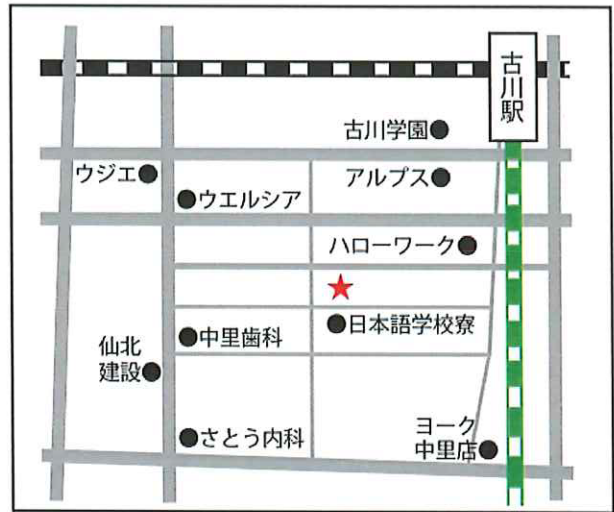 古川駅
古川学園
ウジエ
アルプス
ウエルシア
ハローワーク
日本語学校寮
中里歯科
仙北
建設
さとう内科
ヨーク
中里店